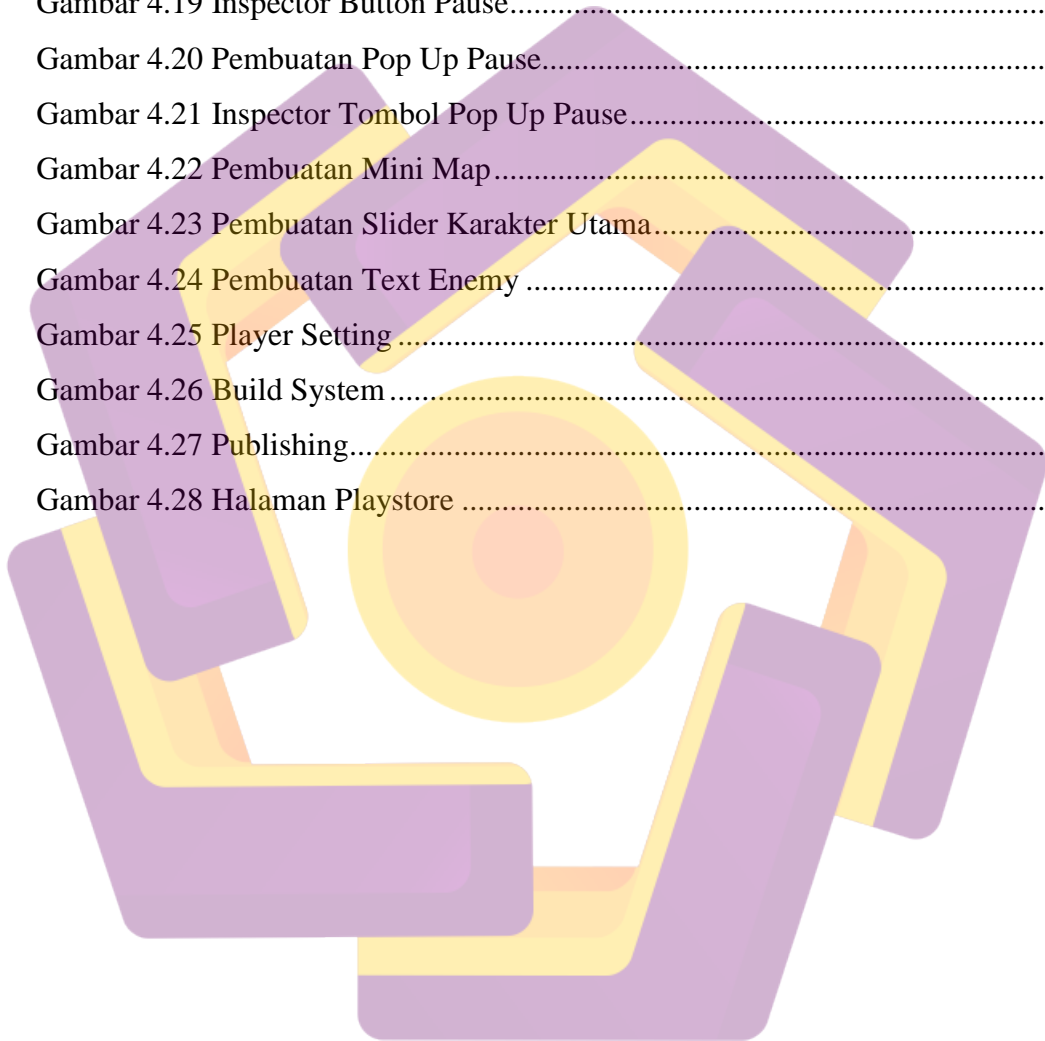 Gambar 4.19 Inspector Button Pause..................................................................
Gambar 4.20 Pembuatan Pop Up Pause..............................................................
Gambar 4.21 Inspector Tombol Pop Up Pause....................................................
Gambar 4.22 Pembuatan Mini Map.....................................................................
Gambar 4.23 Pembuatan Slider Karakter Utama.................................................
Gambar 4.24 Pembuatan Text Enemy .................................................................
Gambar 4.25 Player Setting .................................................................................
Gambar 4.26 Build System ..................................................................................
Gambar 4.27 Publishing.......................................................................................
Gambar 4.28 Halaman Playstore .........................................................................